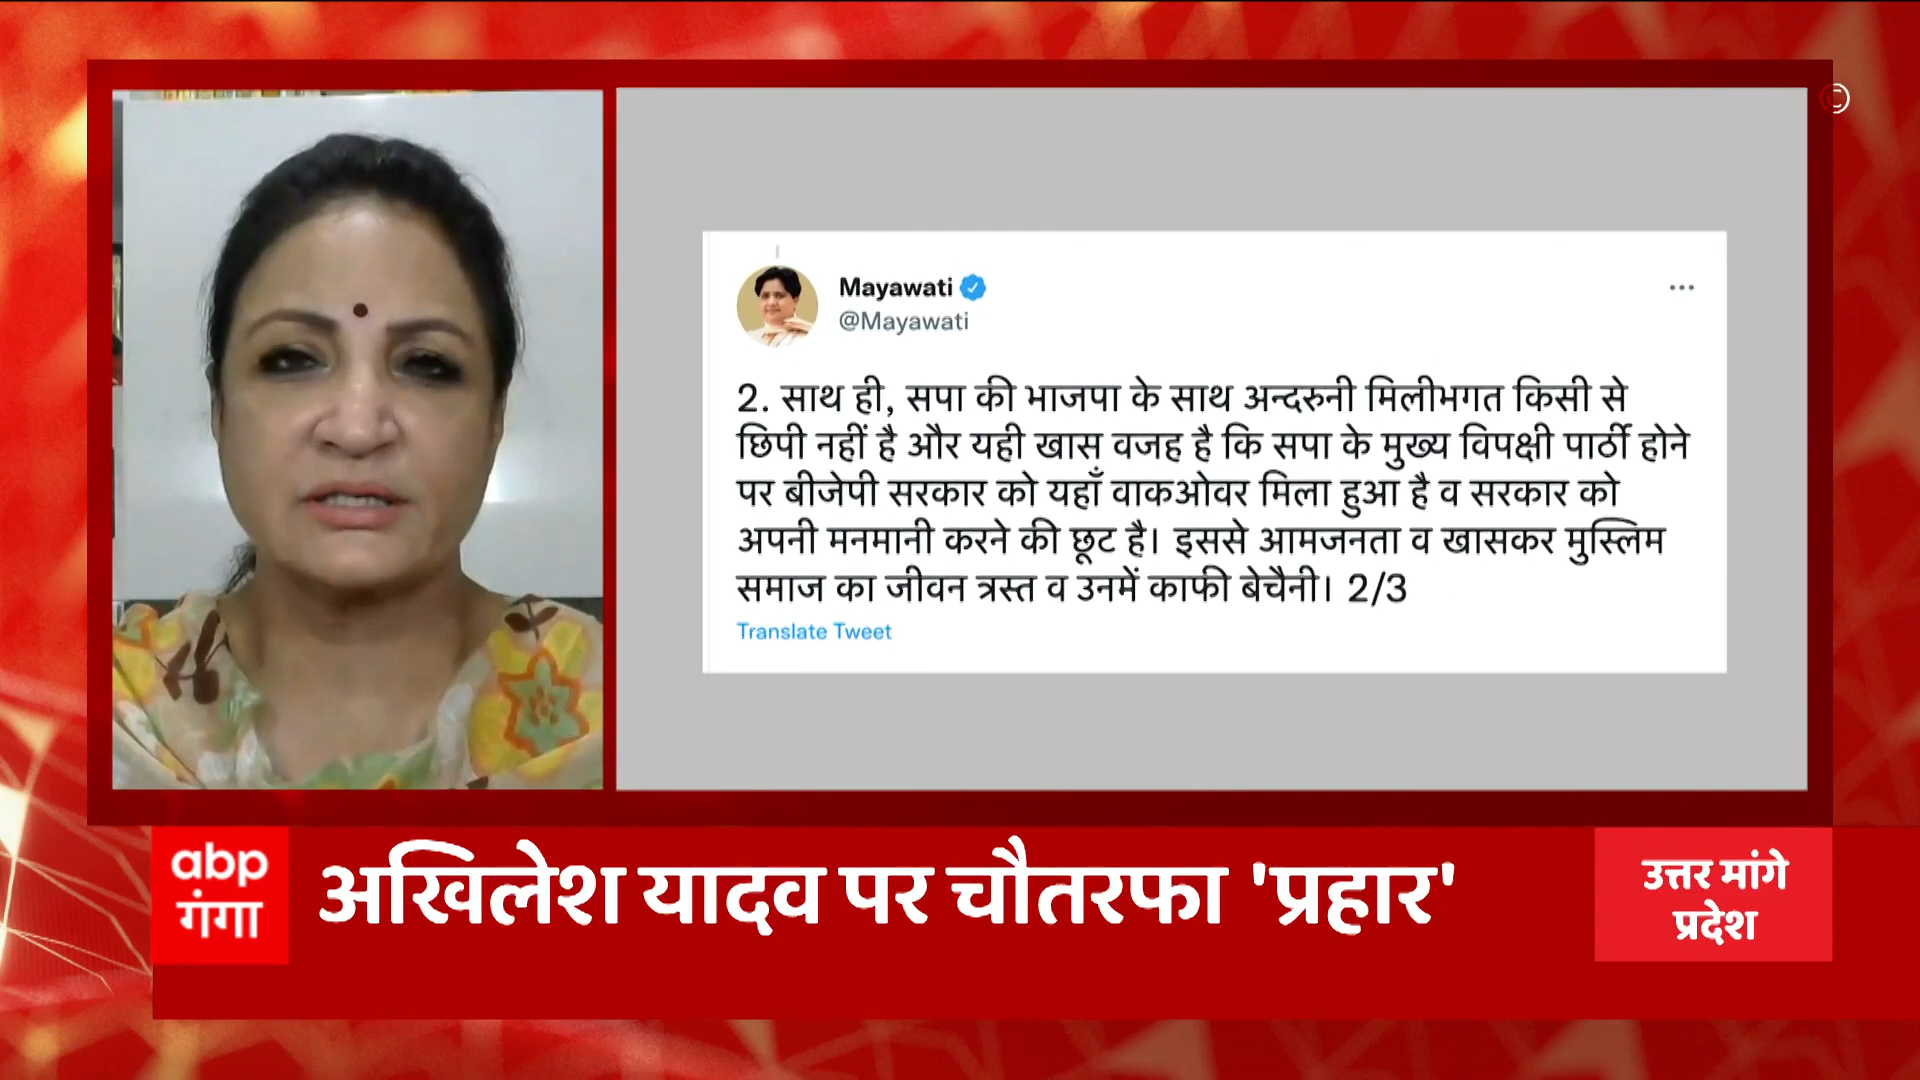 ©
Mayawati
@Mayawati
2. साथ ही, सपा की भाजपा के साथ अन्दरुनी मिलीभगत किसी से
छिपी नहीं है और यही खास वजह है कि सपा के मुख्य विपक्षी पार्ठी होने
पर बीजेपी सरकार को यहाँ वाकओवर मिला हुआ है व सरकार को
अपनी मनमानी करने की छूट है। इससे आमजनता व खासकर मुस्लिम
समाज का जीवन त्रस्त व उनमें काफी बेचैनी। 2/3
Translate Tweet
abp
गंगा
अखिलेश यादव पर चौतरफा 'प्रहार'
उत्तर मांगे
प्रदेश